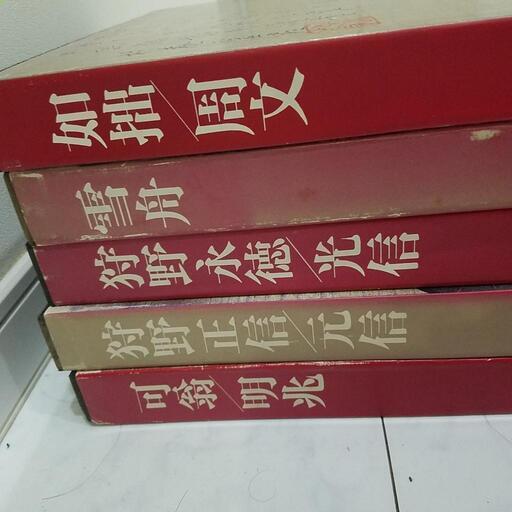 如拙/周文
雪舟
狩野永徳/光信
狩野正信/元信
可翁/明兆